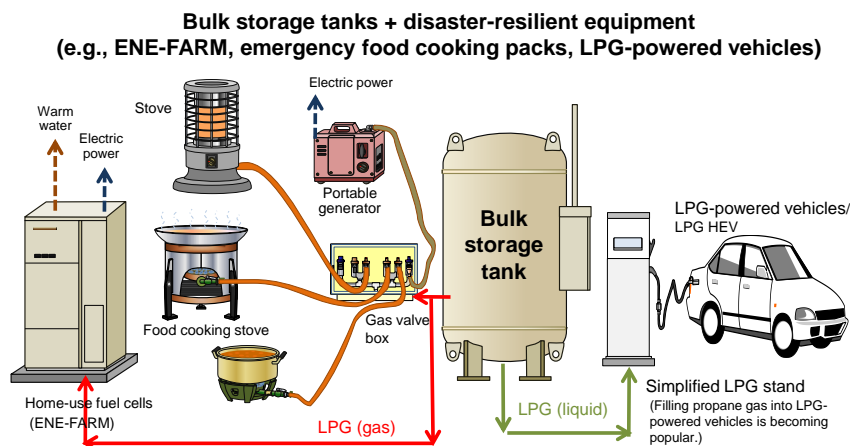 Bulk storage tanks + disaster-resilient equipment
(e.g., ENE-FARM, emergency food cooking packs, LPG-powered vehicles)
Warm
water
Electric
power
Stove
Electric power
Portable
generator
Bulk
storage
tank
LPG-powered vehicles/
LPG HEV
Food cooking stove
Gas valve
box
Home-use fuel cells
(ENE-FARM)
LPG (gas)
LPG (liquid)
Simplified LPG stand
(Filling propane gas into LPG-
powered vehicles is becoming
popular.)